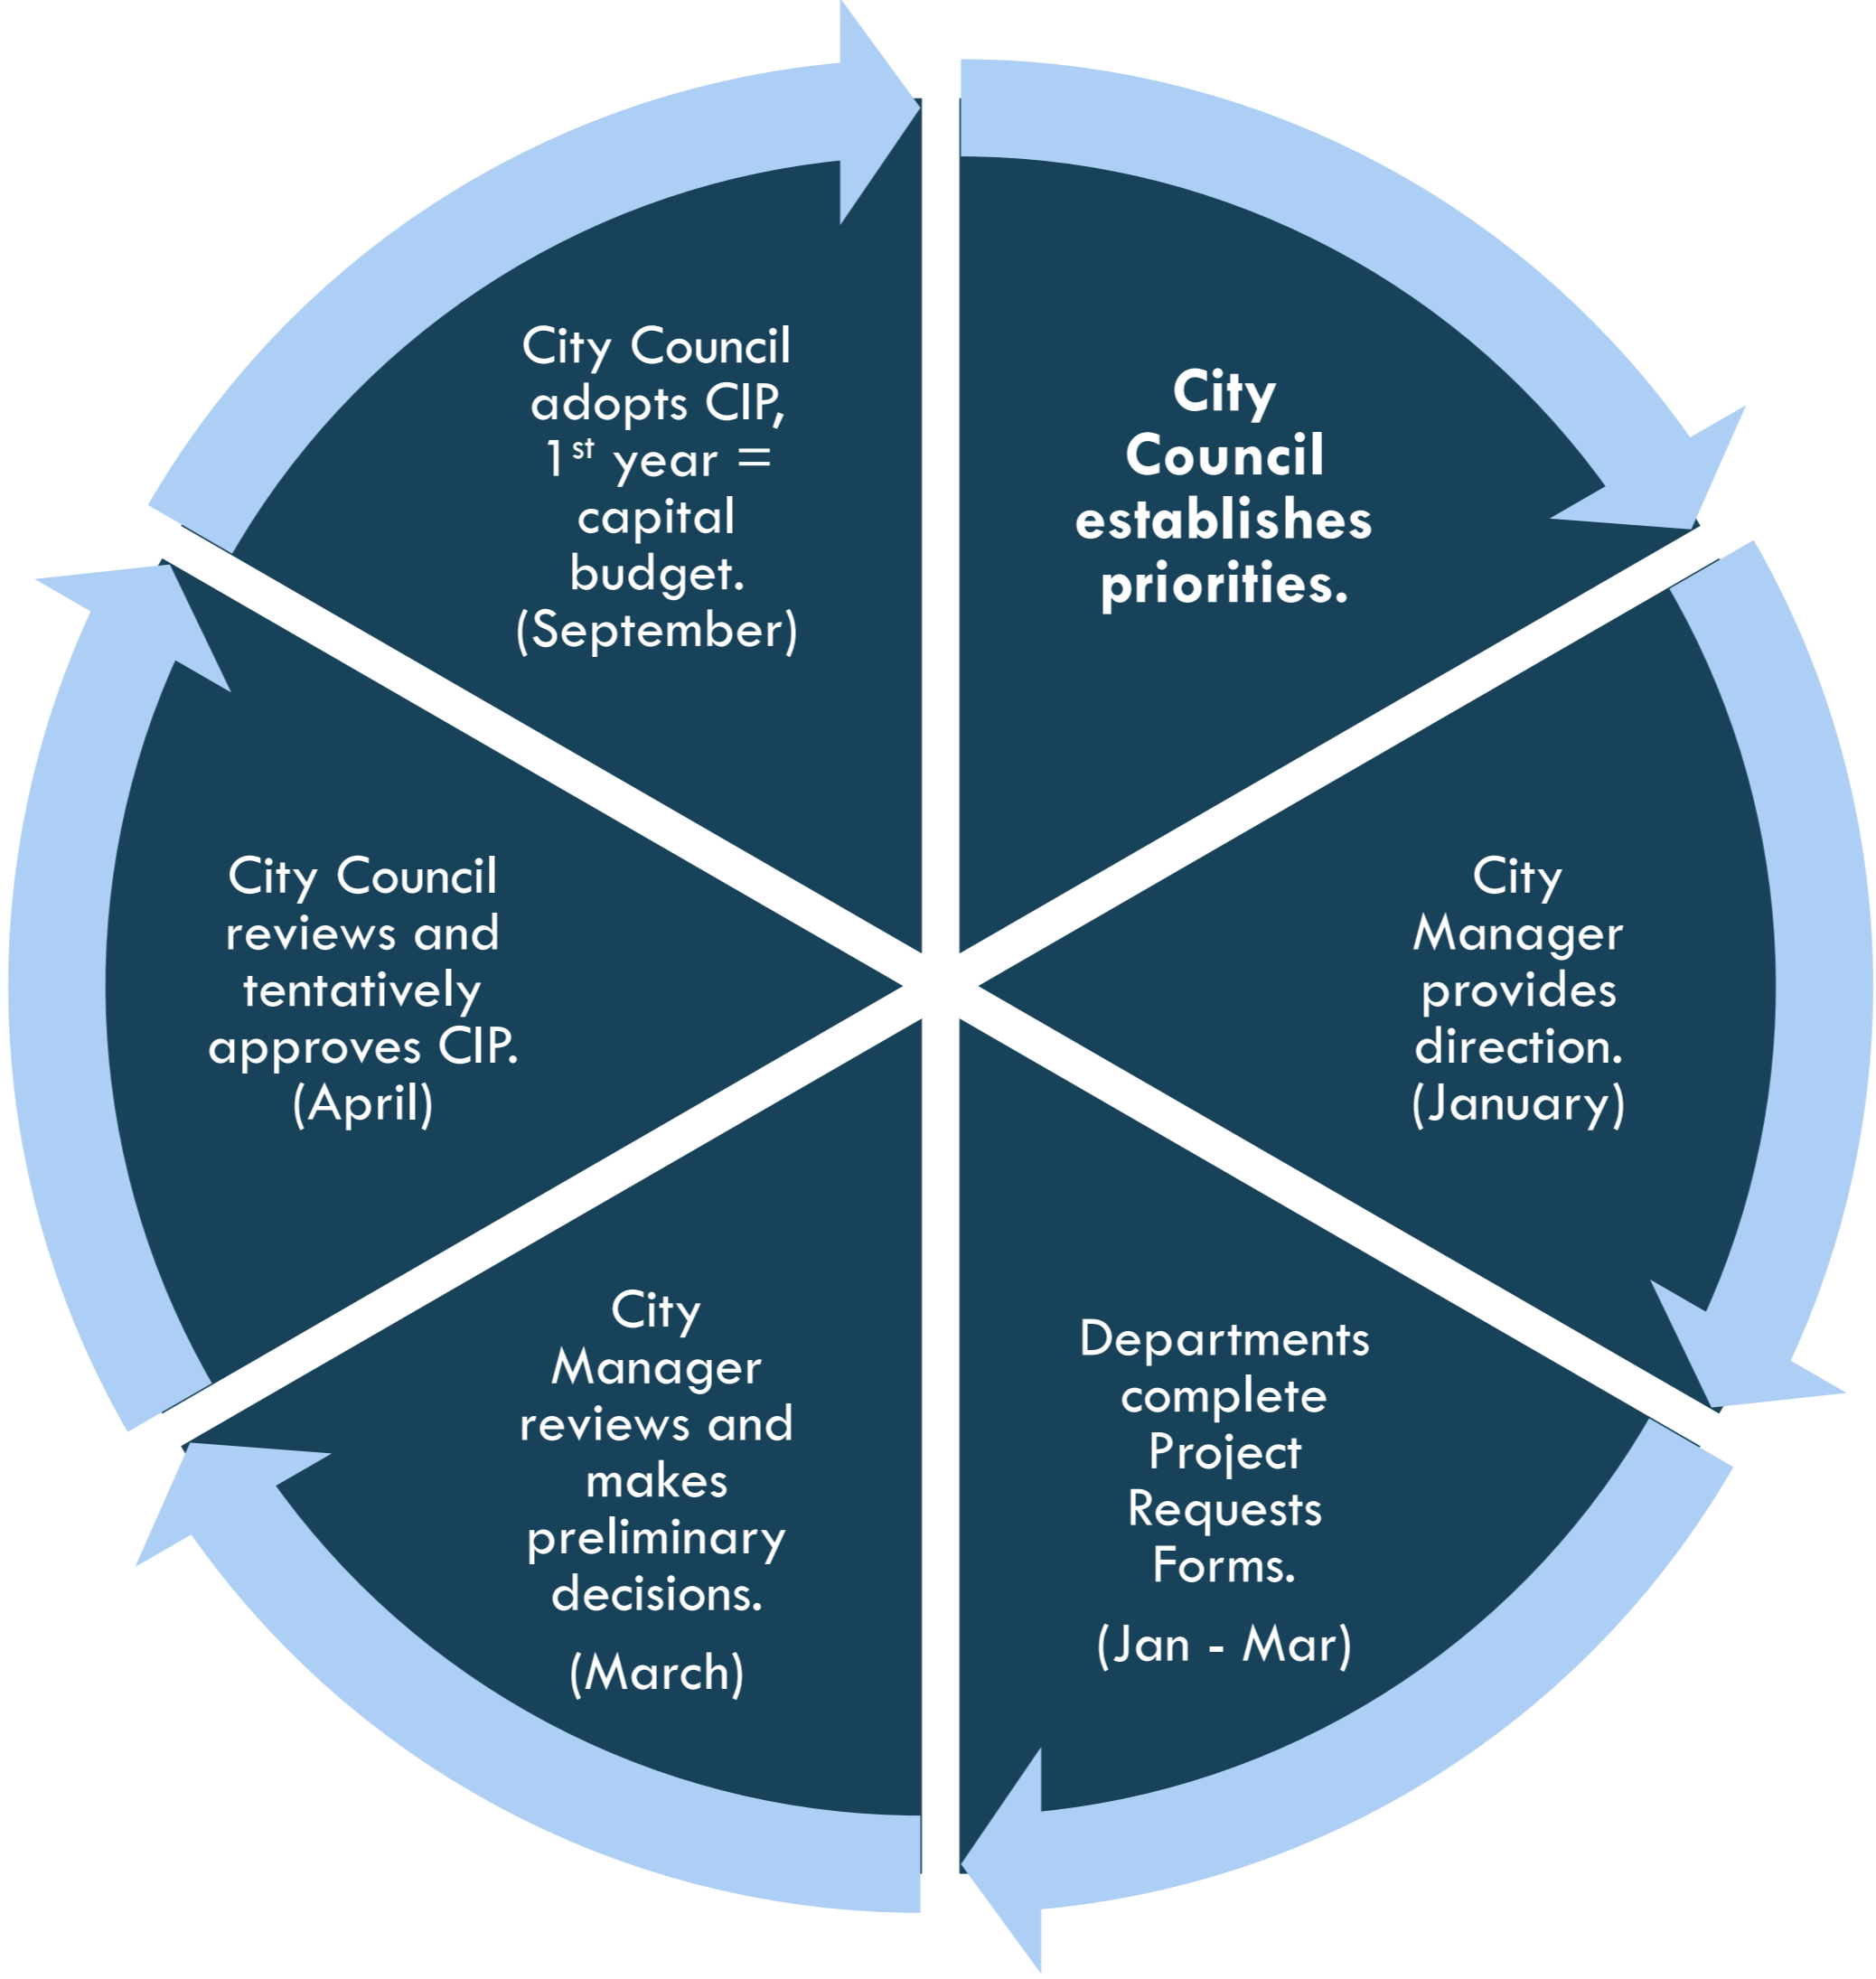 City
Council
establishes
priorities.
City
Manager
provides
direction.
(January)
Departments
complete
Project
Requests
Forms.
(Jan - Mar)
City
Manager
reviews and
makes
preliminary
decisions.
(March)
City Council
reviews and
tentatively
approves CIP.
(April)
City Council
adopts CIP,
1st year =
capital
budget.
(September)